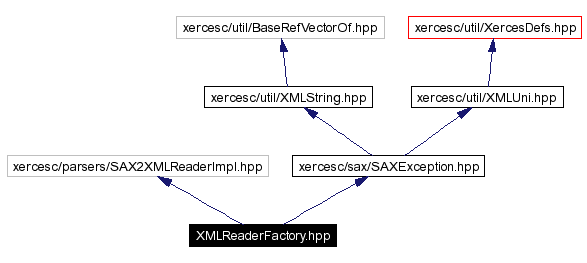 xercesc/util/BaseRefVectorOf.hpp
xercesc/util/XercesDefs.hpp
xercesc/util/XMLString.hpp
xercesc/util/XMLUni.hpp
xercesc/parsers/SAX2XMLReaderImpl.hpp
xercesc/sax/SAXException.hpp
XMLReaderFactory.hpp